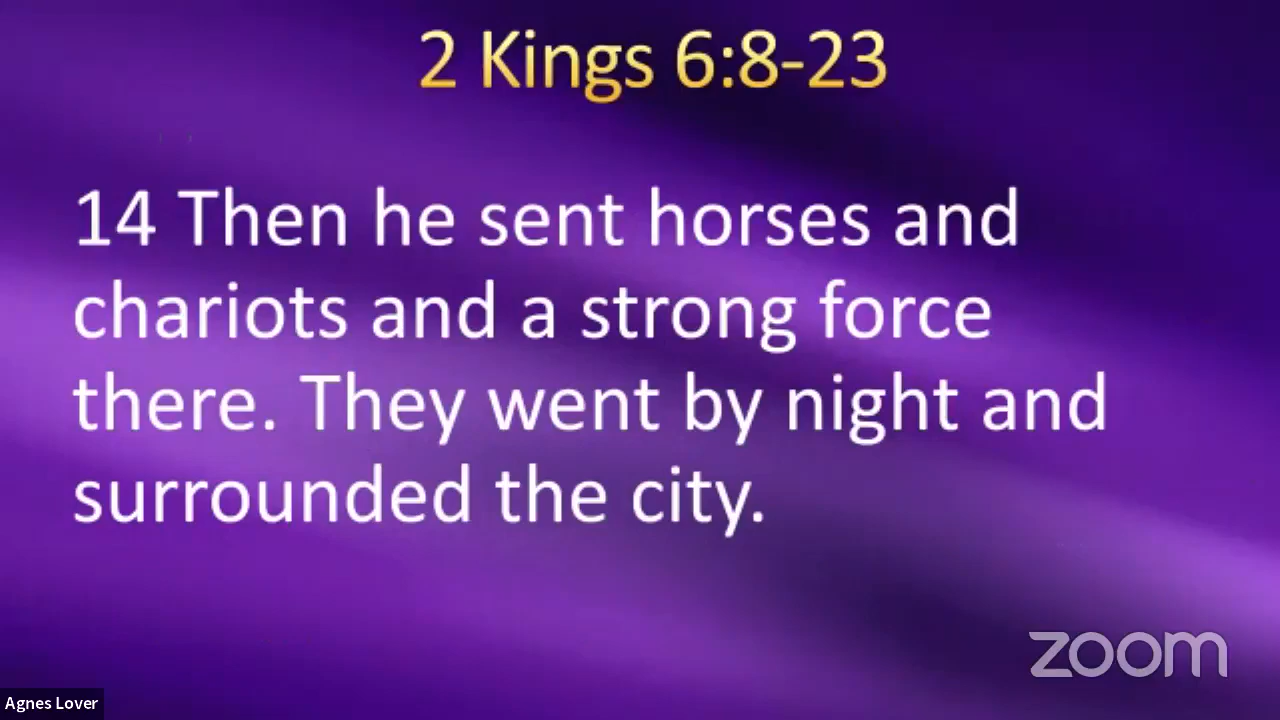 2 Kings 6:8-23
14 Then he sent horses and
chariots and a strong force
there. They went by night and
surrounded the city.
zoom
Agnes Lover